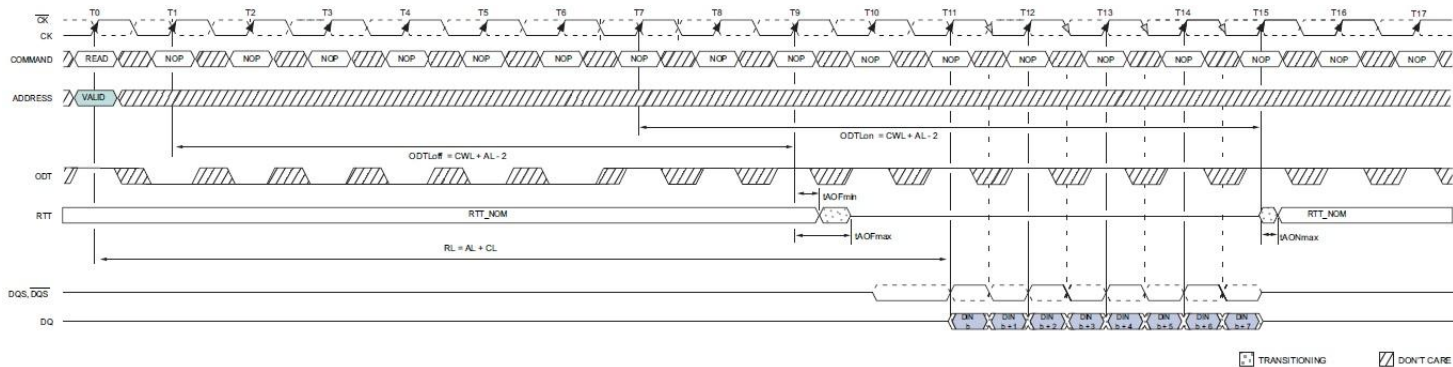 T0 T1 T2 T3 T4 T5 T6 T7 T8 T9 T10 T11 T12 T13 T14 T15 T16 T17
CK
CK
COMMAND READ NOP NOP NOP NOP NOP NOP NOP NOP NOP NOP NOP NOP NOP NOP NOP NOP NOP
ADDRESS VALID
ODTLon = CWL + AL - 2
ODTLoff = CWL + AL - 2
ODT
tAOFmin
RTT RTT_NOM RTT_NOM
tAOFmax tAONmax
RL = AL + CL
DQS, DQS
DQ DIN b DIN b + 1 DIN b + 2 DIN b + 3 DIN b + 4 DIN b + 5 DIN b + 6 DIN b + 7
TRANSITIONING DON'T CARE